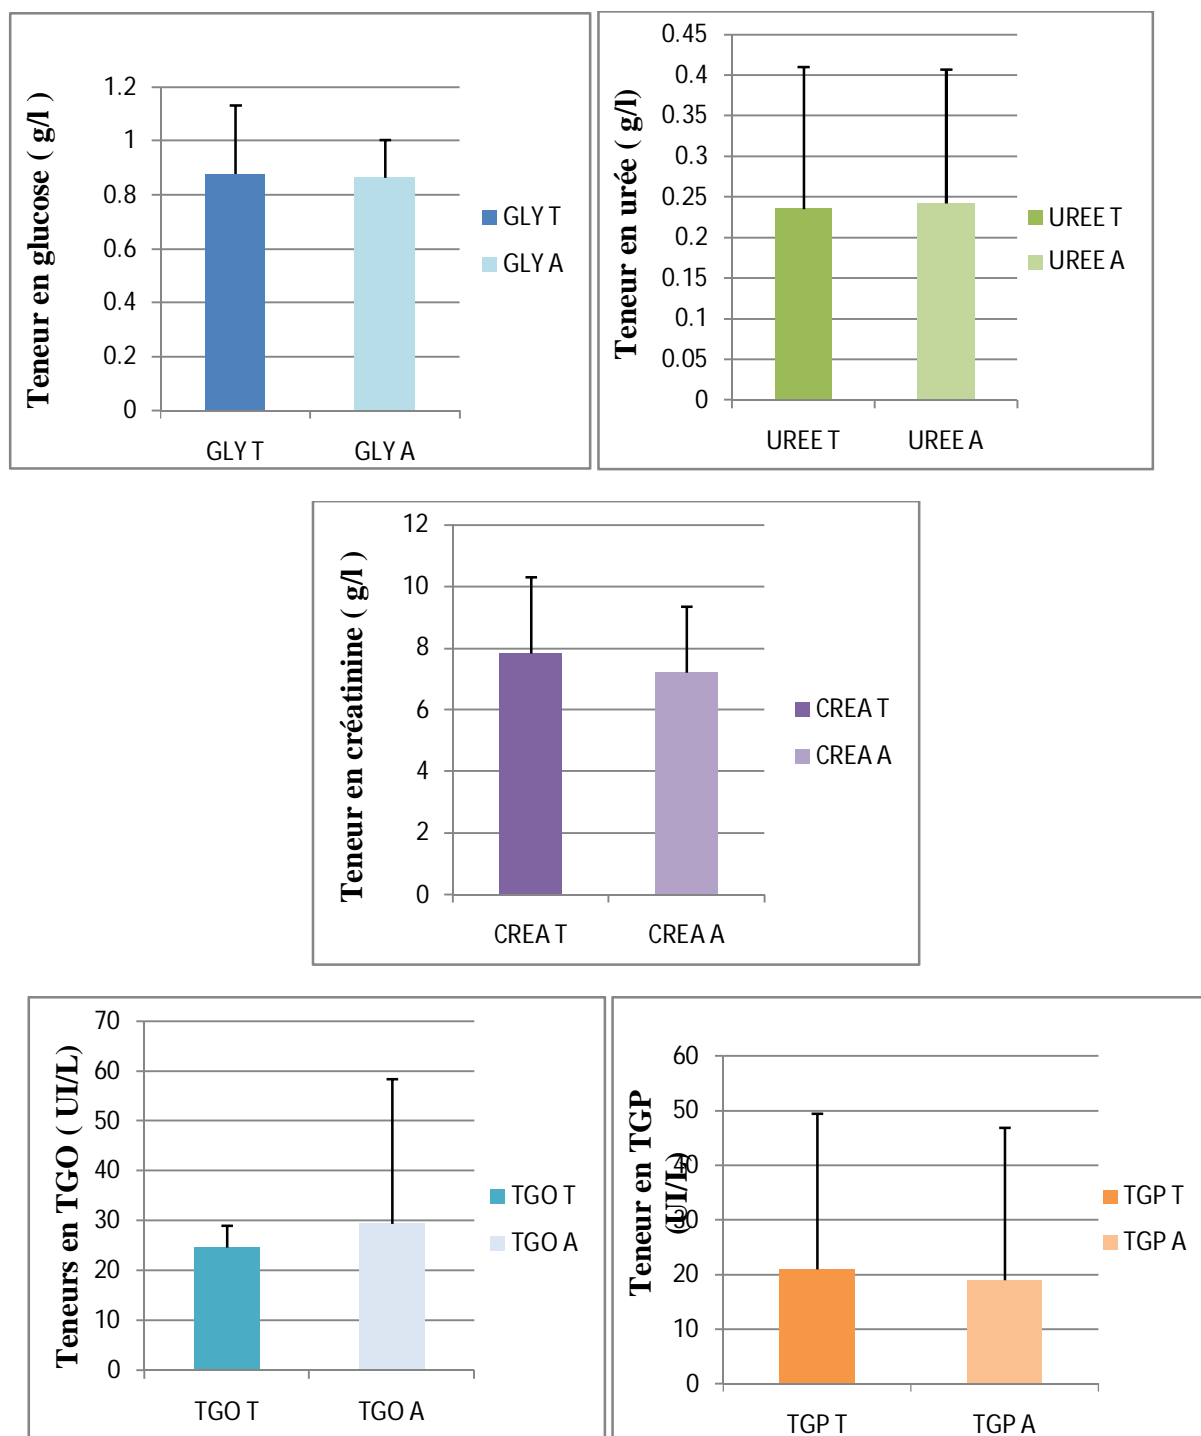 Teneur en glucose ( g/l )
1.2
1
0.8
0.6
0.4
0.2
0
GLY T
GLY A
GLY T
GLY A
Teneur en urée ( g/l)
0.45
0.4
0.35
0.3
0.25
0.2
0.15
0.1
0.05
0
UREE T
UREE A
UREE T
UREE A
Teneur en créatinine ( g/l )
12
10
8
6
4
2
0
CREA T
CREA A
CREA T
CREA A
Teneurs en TGO ( UI/L)
70
60
50
40
30
20
10
0
TGO T
TGO A
TGO T
TGO A
Teneur en TGP
(UI/L)
60
50
40
30
20
10
0
TGP T
TGP A
TGP T
TGP A